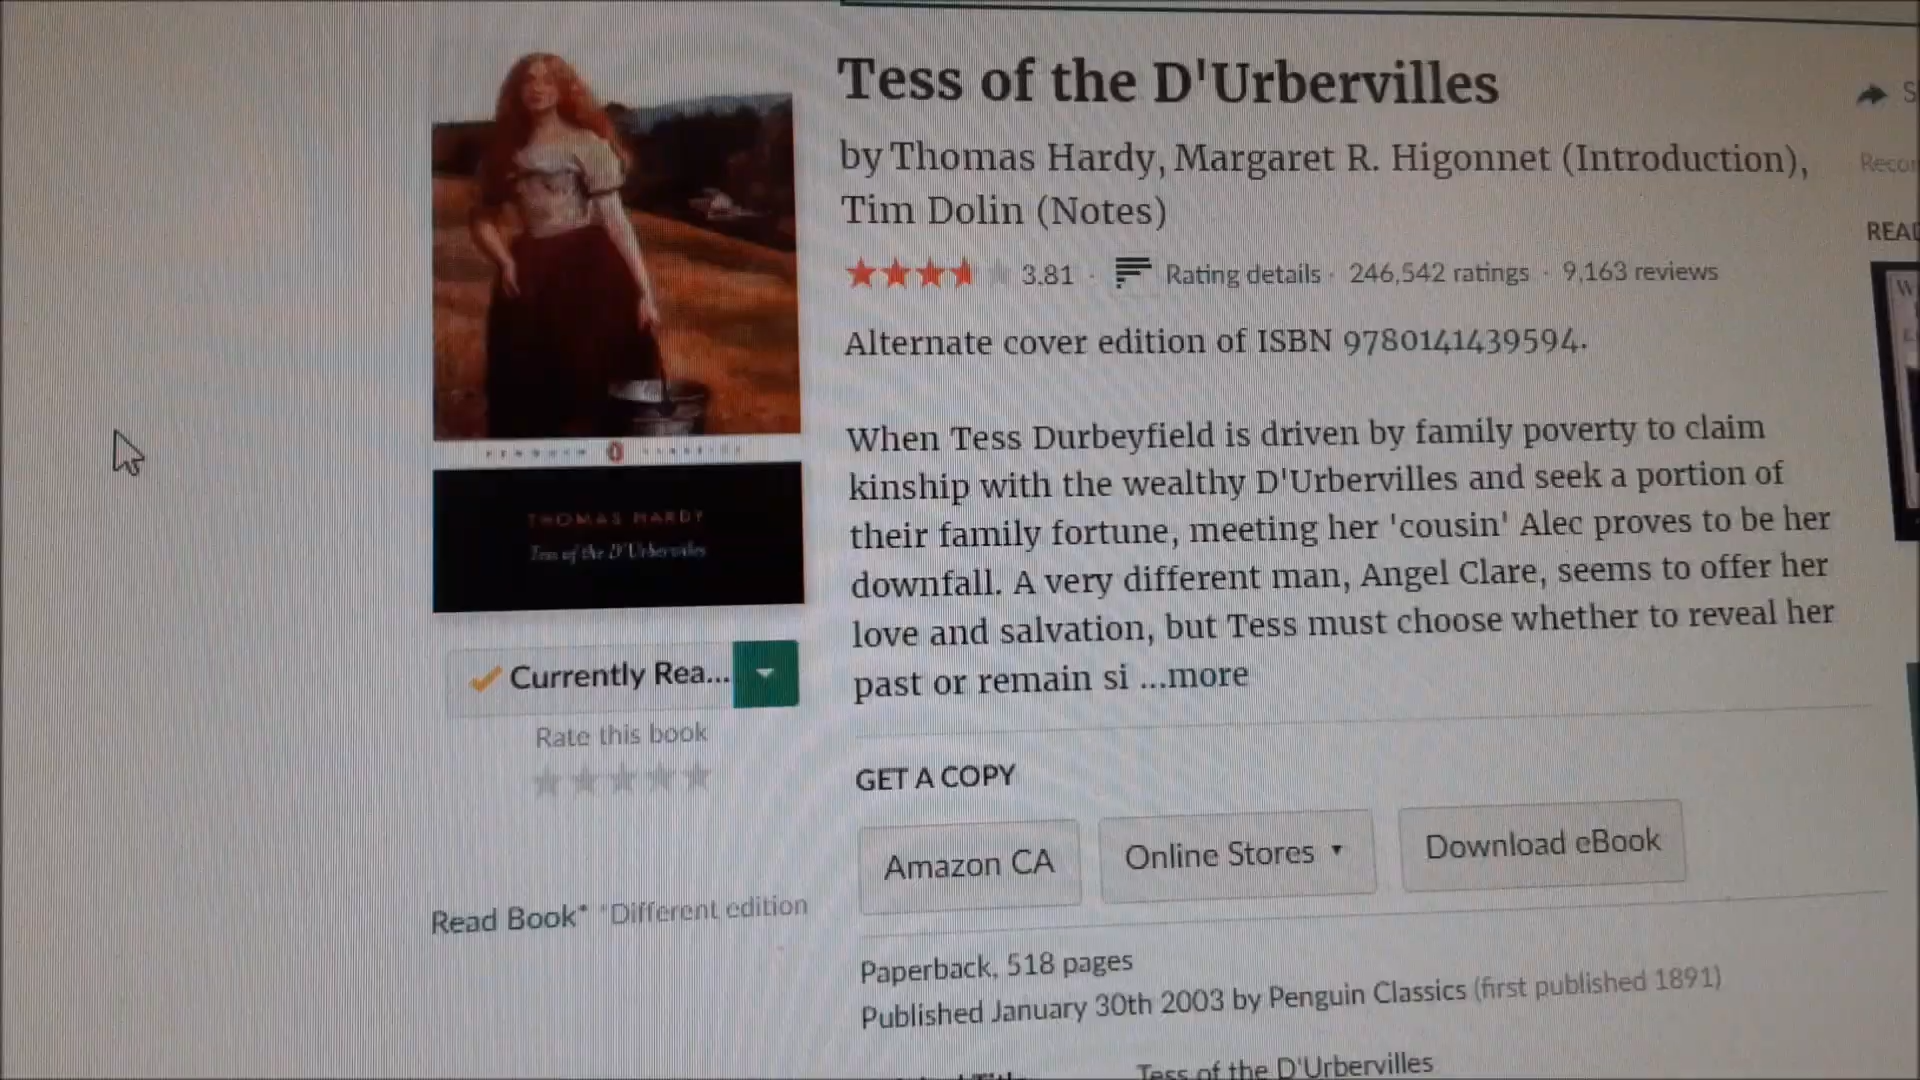 Tess of the D'Urbervilles
by Thomas Hardy, Margaret R. Higonnet (Introduction),
Tim Dolin (Notes)
3.81 · Rating details · 246,542 ratings · 9,163 reviews
Alternate cover edition of ISBN 9780141439594.
When Tess Durbeyfield is driven by family poverty to claim
kinship with the wealthy D'Urbervilles and seek a portion of
their family fortune, meeting her 'cousin' Alec proves to be her
downfall. A very different man, Angel Clare, seems to offer her
love and salvation, but Tess must choose whether to reveal her
past or remain si ...more
GET A COPY
Amazon CA
Online Stores ▾
Download eBook
Paperback, 518 pages
Published January 30th 2003 by Penguin Classics (first published 1891)
Tess of the D'Urbervilles
THOMAS HARDY
Tess of the D'Urbervilles
Currently Rea...
Rate this book
Read Book* *Different edition